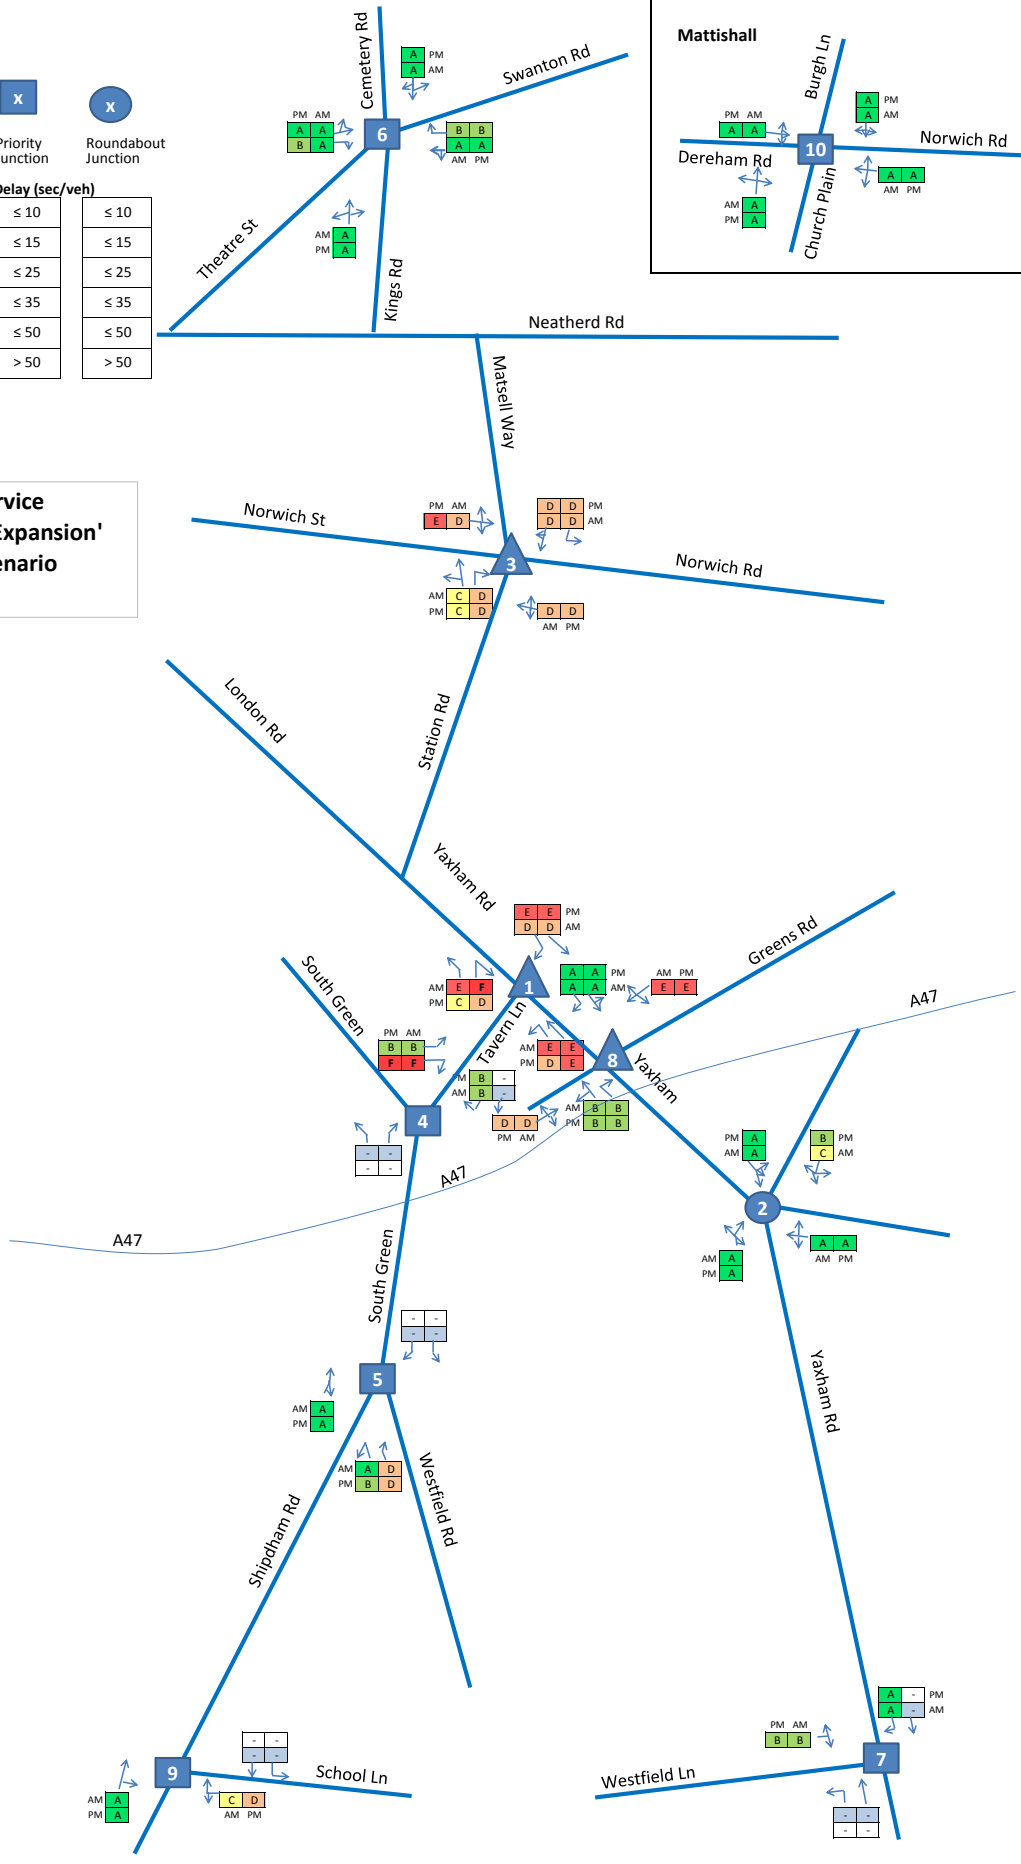 Mattishall
Burgh Ln
A PM
A AM
PM AM
A A
Norwich Rd
Dereham Rd
10
A A
AM PM
AM A
PM A
Church Plain
Cemetery Rd
A PM
A AM
Swanton Rd
x
x
Priority
Junction
Roundabout
Junction
PM AM
A A
B A
6
B B
A A
AM PM
Delay (sec/veh)
≤ 10 ≤ 10
≤ 15 ≤ 15
≤ 25 ≤ 25
≤ 35 ≤ 35
≤ 50 ≤ 50
> 50 > 50
Theatre St
AM A
PM A
Kings Rd
Neatherd Rd
Matsell Way
rvice
Expansion'
enario
Norwich St
PM AM
E D
D D PM
D D AM
3
Norwich Rd
AM C D
PM C D
D D
AM PM
London Rd
Station Rd
Yaxham Rd
E E PM
D D AM
Greens Rd
South Green
AM E F
PM C D
1
A A PM
A A AM
AM PM
E E
A47
Tavern Ln
PM AM
B B
F F
AM E E
PM D E
8
Yaxham
PM B -
AM B -
4
D D
PM AM
AM B B
PM B B
- -
- -
A47
PM A
AM A
B PM
C AM
2
A47
South Green
AM A
PM A
A A
AM PM
- -
- -
5
Yaxham Rd
AM A
PM A
AM A D
PM B D
Westfield Rd
Shipdham Rd
A - PM
A - AM
PM AM
B B
7
- -
- -
9
School Ln
Westfield Ln
AM A
PM A
C D
AM PM
- -
- -